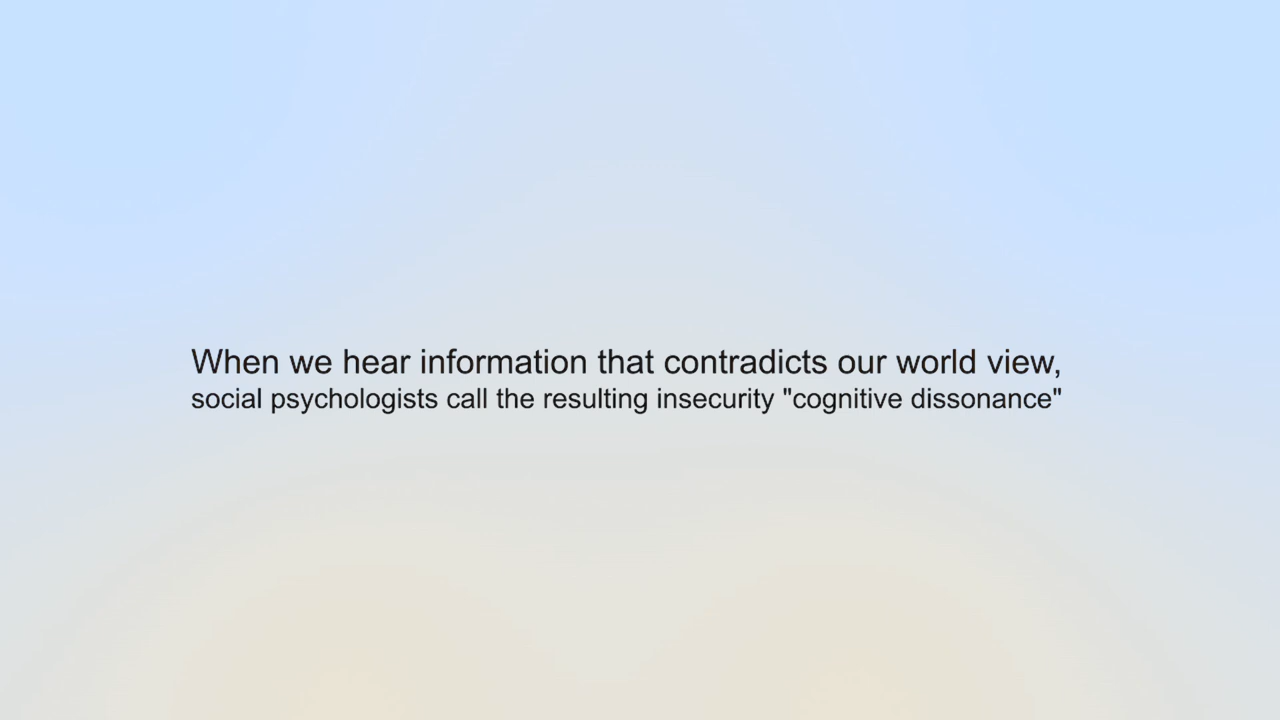 When we hear information that contradicts our world view,
social psychologists call the resulting insecurity "cognitive dissonance"